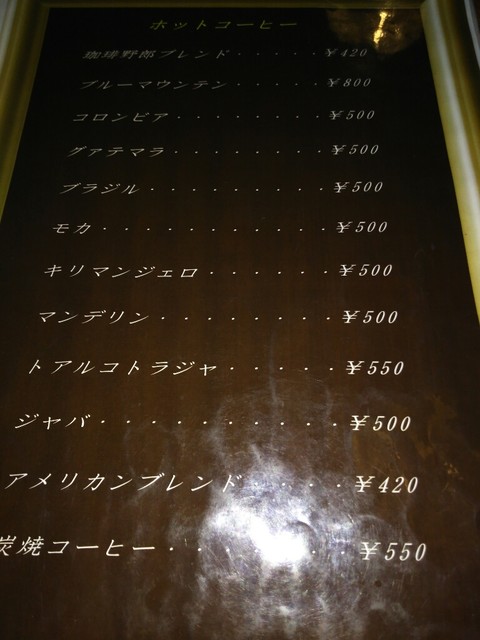 ホットコーヒー
珈琲野郎ブレンド・・・・・¥420
ブルーマウンテン・・・・・・¥800
コロンビア・・・・・・・・¥500
グァテマラ・・・・・・・・¥500
ブラジル・・・・・・・・・¥500
モカ・・・・・・・・・・・¥500
キリマンジェロ・・・・・・¥500
マンデリン・・・・・・・・¥500
トアルコトラジャ・・・・・¥550
ジャバ・・・・・・・・・・¥500
アメリカンブレンド・・・・¥420
炭焼コーヒー・・・・・・・¥550